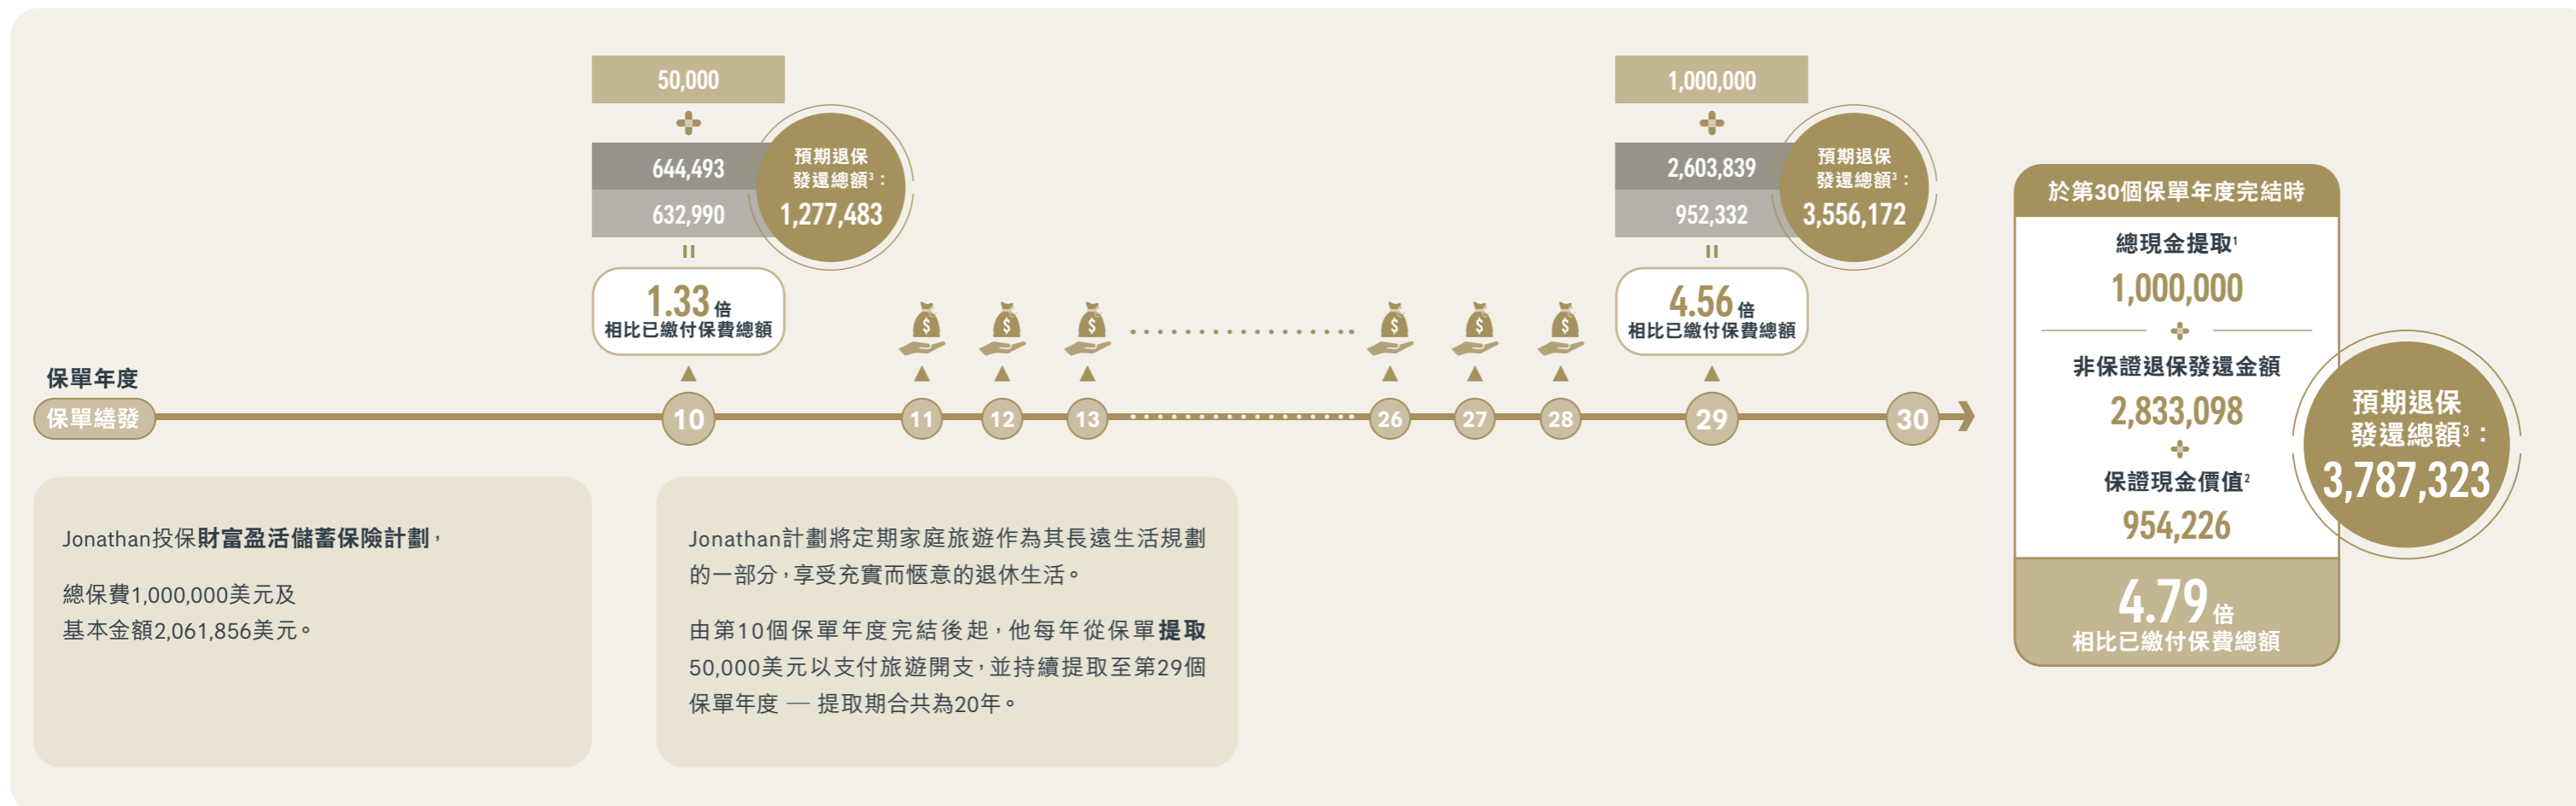 50,000
644,493
632,990
預期退保
發還總額³：
1,277,483
1.33 倍
相比已繳付保費總額
1,000,000
2,603,839
952,332
預期退保
發還總額³：
3,556,172
4.56 倍
相比已繳付保費總額
保單年度
保單繕發
10
11
12
13
26
27
28
29
30
Jonathan投保財富盈活儲蓄保險計劃，
總保費1,000,000美元及
基本金額2,061,856美元。
Jonathan計劃將定期家庭旅遊作為其長遠生活規劃
的一部分，享受充實而愜意的退休生活。
由第10個保單年度完結後起，他每年從保單提取
50,000美元以支付旅遊開支，並持續提取至第29個
保單年度 — 提取期合共為20年。
於第30個保單年度完結時
總現金提取¹
1,000,000
非保證退保發還金額
2,833,098
保證現金價值²
954,226
4.79 倍
相比已繳付保費總額
預期退保
發還總額³：
3,787,323